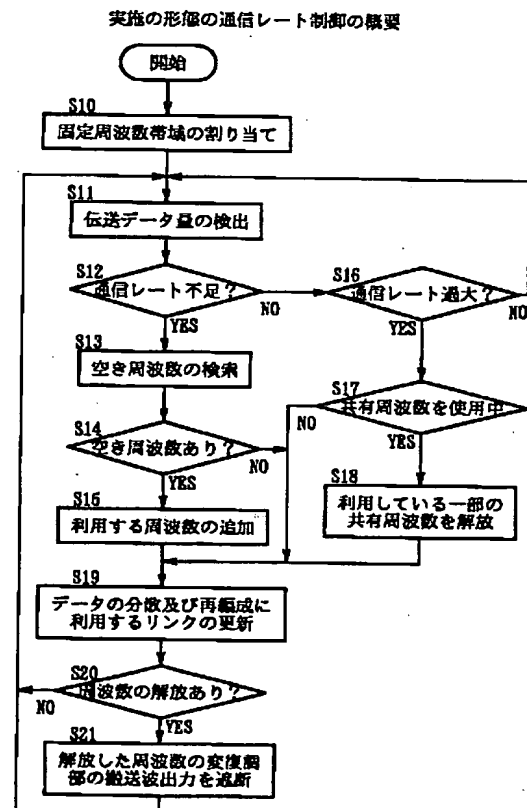 実施の形態の通信レート制御の概要
開始
S10
固定周波数帯域の割り当て
S11
伝送データ量の検出
S12
通信レート不足？
NO
YES
S16
通信レート過大？
NO
YES
S13
空き周波数の検索
S17
共有周波数を使用中
NO
YES
S14
空き周波数あり？
NO
YES
S18
利用している一部の
共有周波数を解放
S15
利用する周波数の追加
S19
データの分散及び再編成に
利用するリンクの更新
S20
周波数の解放あり？
NO
YES
S21
解放した周波数の変復調
部の搬送波出力を遮断